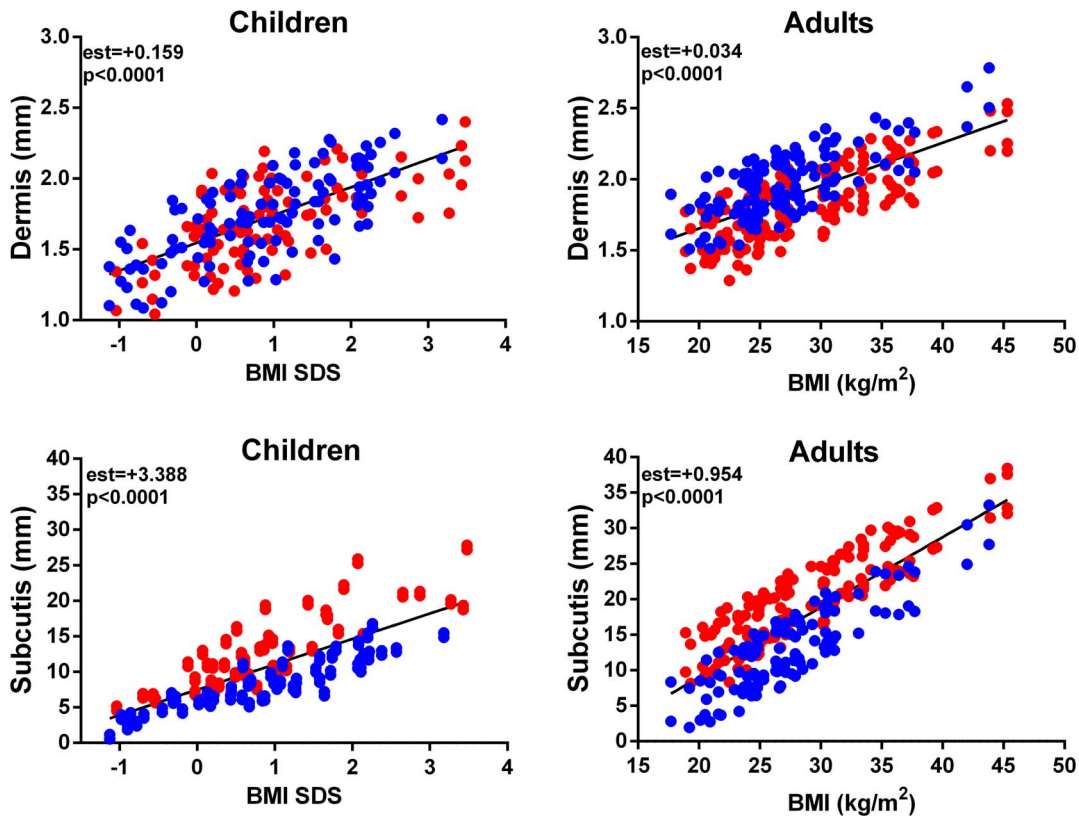 Children
est=+0.159
p<0.0001
Dermis (mm)
3.0
2.5
2.0
1.5
1.0
-1 0 1 2 3 4
BMI SDS
Adults
est=+0.034
p<0.0001
Dermis (mm)
3.0
2.5
2.0
1.5
1.0
15 20 25 30 35 40 45 50
BMI (kg/m²)
Children
est=+3.388
p<0.0001
Subcutis (mm)
40
35
30
25
20
15
10
5
0
-1 0 1 2 3 4
BMI SDS
Adults
est=+0.954
p<0.0001
Subcutis (mm)
40
35
30
25
20
15
10
5
0
15 20 25 30 35 40 45 50
BMI (kg/m²)